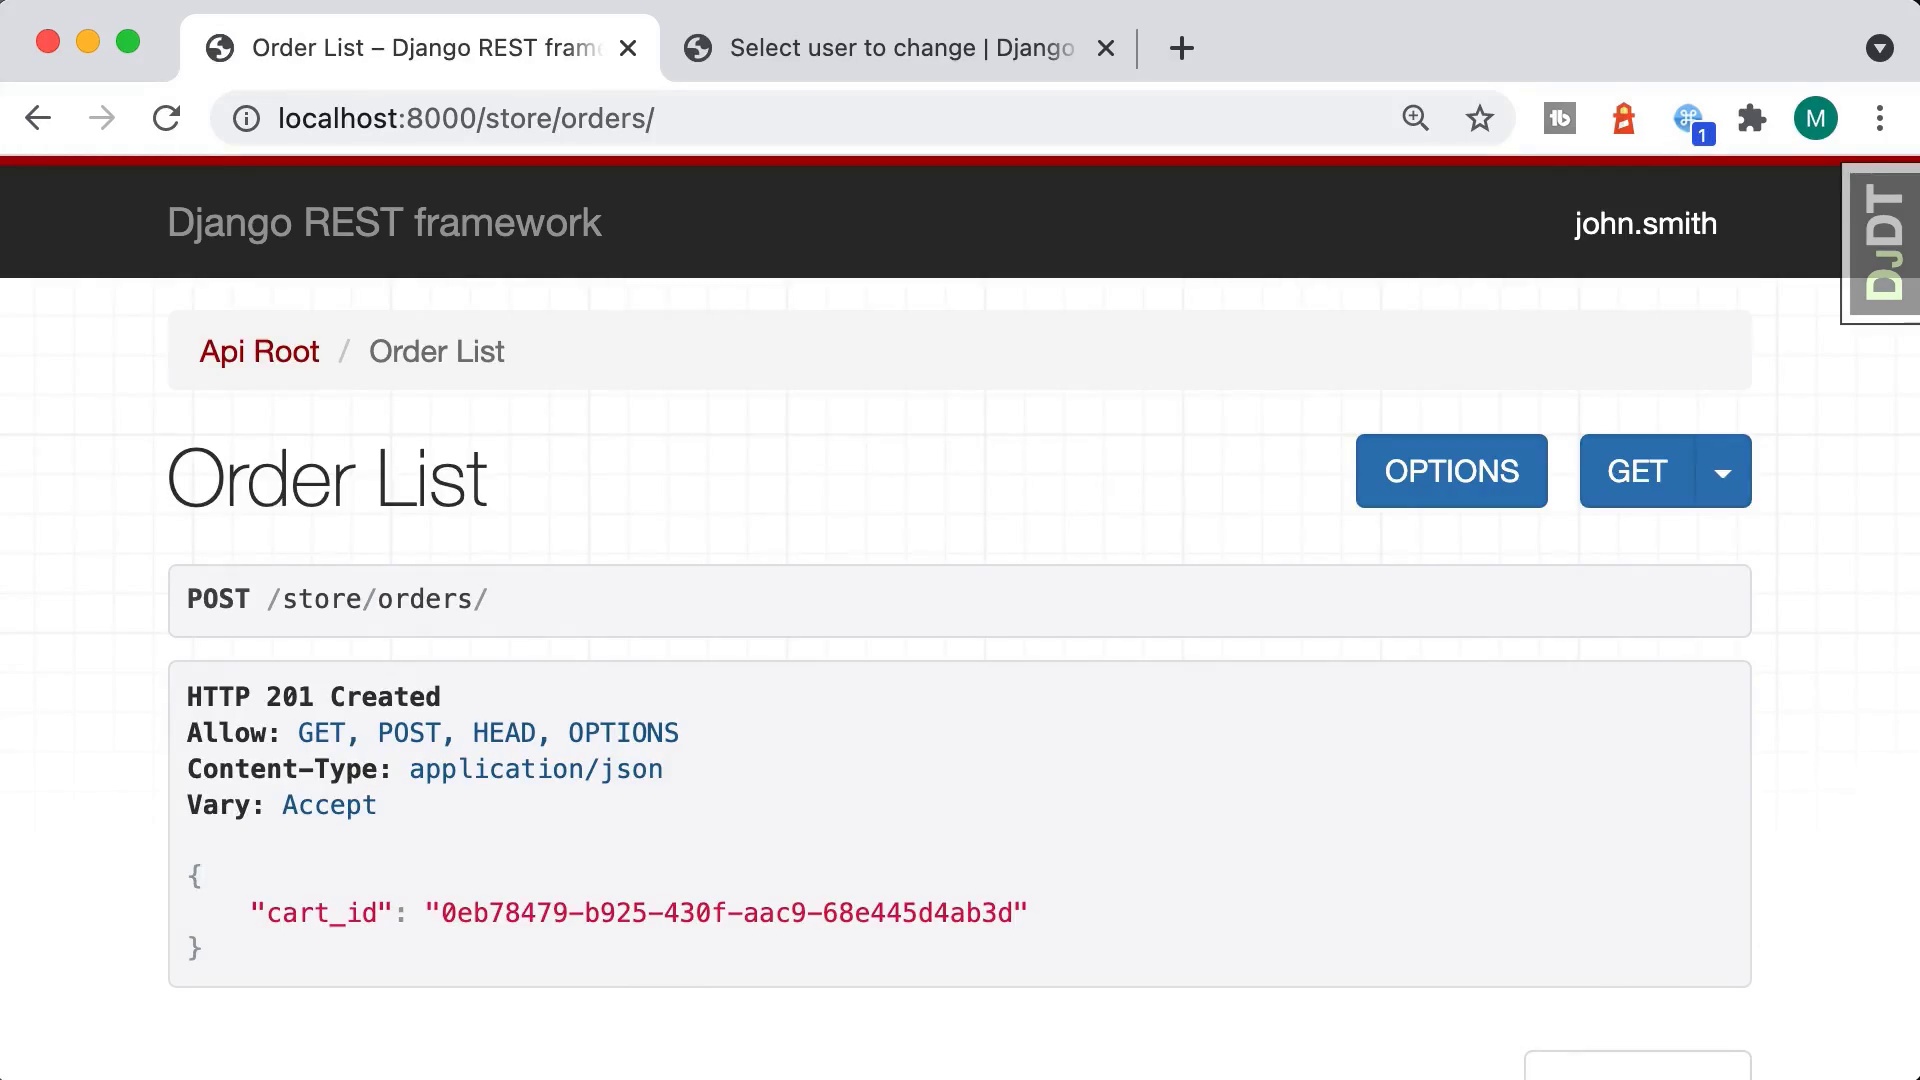 Order List – Django REST frame
Select user to change | Django
localhost:8000/store/orders/
1
M
Django REST framework
john.smith
DJDT
Api Root / Order List
Order List
OPTIONS
GET
POST /store/orders/
HTTP 201 Created
Allow: GET, POST, HEAD, OPTIONS
Content-Type: application/json
Vary: Accept
{
"cart_id": "0eb78479-b925-430f-aac9-68e445d4ab3d"
}